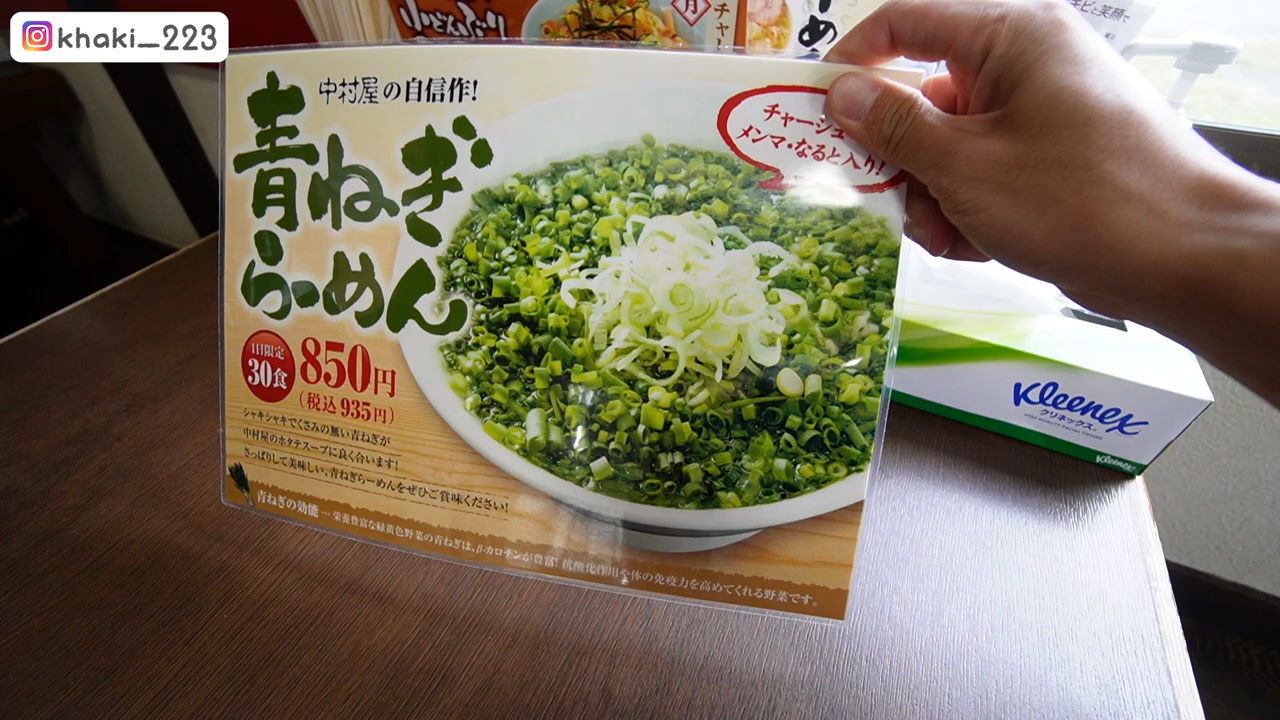 khaki_223
中村屋の自信作!
青ねぎ
らーめん
チャーシュー
メンマ・なると入り!
1日限定
30食
850円
(税込935円)
シャキシャキでくさみの無い青ねぎが
中村屋のホタテスープに良く合います!
さっぱりして美味しい、青ねぎらーめんをぜひご賞味ください!
青ねぎの効能…栄養豊富な緑黄色野菜の青ねぎは、β-カロチンが豊富! 抗酸化作用や体の免疫力を高めてくれる野菜です。
Kleenex
クリネックス
Kleenex